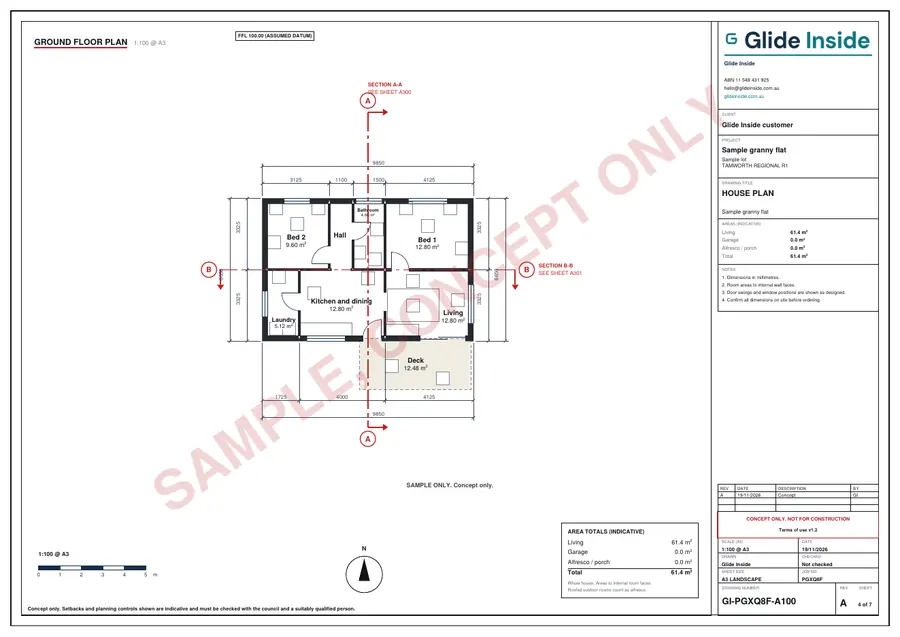 GROUND FLOOR PLAN 1:100 @ A3
FFL 100.00 (ASSUMED DATUM)
SECTION A-A
SEE SHEET A300
A
9850
3125 1100 1500 4125
Bathroom
Bed 2
9.60 m²
Hall
Bed 1
12.80 m²
3325
3325
B
B
SECTION B-B
SEE SHEET A301
3325
3325
Kitchen and dining
12.80 m²
Laundry
5.12 m²
Living
12.80 m²
Deck
12.48 m²
1725 4000 4125
9850
A
SAMPLE. CONCEPT ONLY
SAMPLE ONLY. Concept only.
1:100 @ A3
0 1 2 3 4 5 m
N
AREA TOTALS (INDICATIVE)
Living 61.4 m²
Garage 0.0 m²
Alfresco / porch 0.0 m²
Total 61.4 m²
Whole house. Areas to internal room faces.
Roofed outdoor rooms count as alfresco.
Concept only. Setbacks and planning controls shown are indicative and must be checked with the council and a suitably qualified person.
G Glide Inside
Glide Inside
ABN 11 548 431 925
hello@glideinside.com.au
glideinside.com.au
CLIENT
Glide Inside customer
PROJECT
Sample granny flat
Sample lot
TAMWORTH REGIONAL R1
DRAWING TITLE
HOUSE PLAN
Sample granny flat
AREAS (INDICATIVE)
Living 61.4 m²
Garage 0.0 m²
Alfresco / porch 0.0 m²
Total 61.4 m²
NOTES
1. Dimensions in millimetres.
2. Room areas to internal wall faces.
3. Door swings and window positions are shown as designed.
4. Confirm all dimensions on site before ordering.
REV DATE DESCRIPTION BY
A 19/11/2026 Concept GI
CONCEPT ONLY, NOT FOR CONSTRUCTION
Terms of use v1.2
SCALE (A3) DATE
1:100 @ A3 19/11/2026
DRAWN CHECKED
Glide Inside Not checked
SHEET SIZE JOB NO
A3 LANDSCAPE PGXQ8F
DRAWING NUMBER REV SHEET
GI-PGXQ8F-A100 A 4 of 7